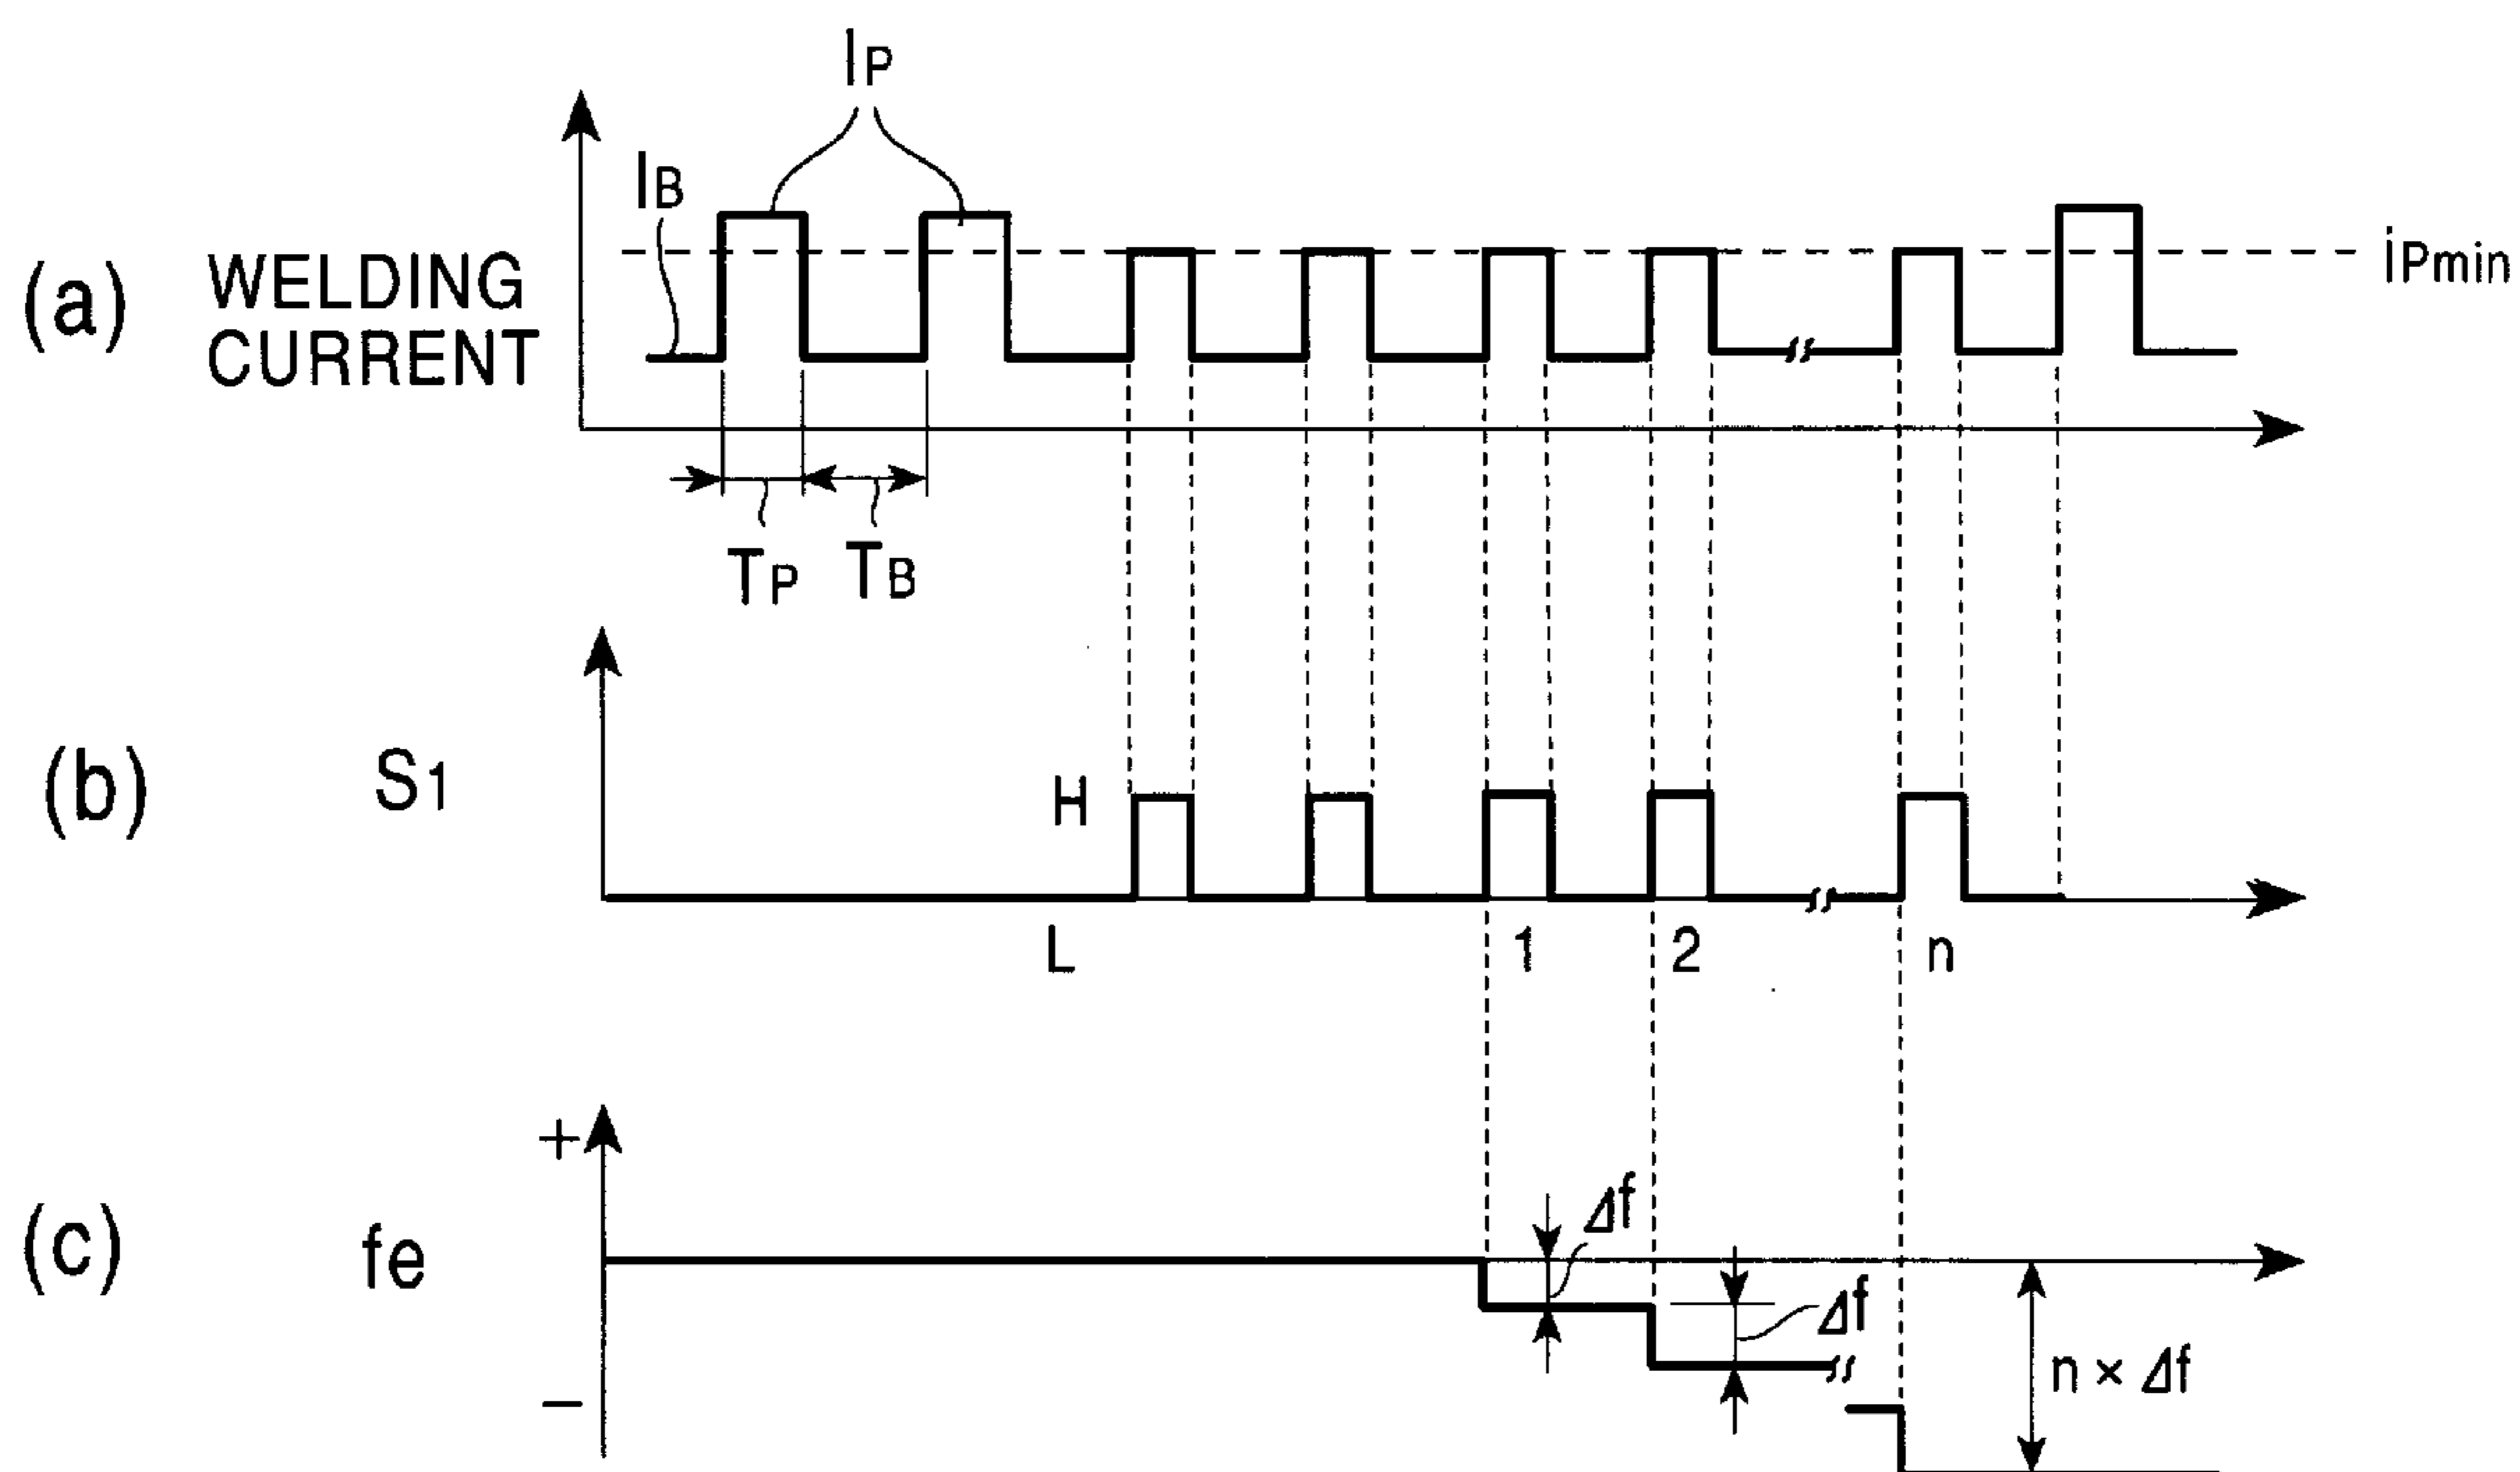 IP
IB
(a) WELDING CURRENT
iPmin
TP TB
(b) S1
H
L 1 2 n
+
(c) fe
Δf
Δf
n × Δf
−